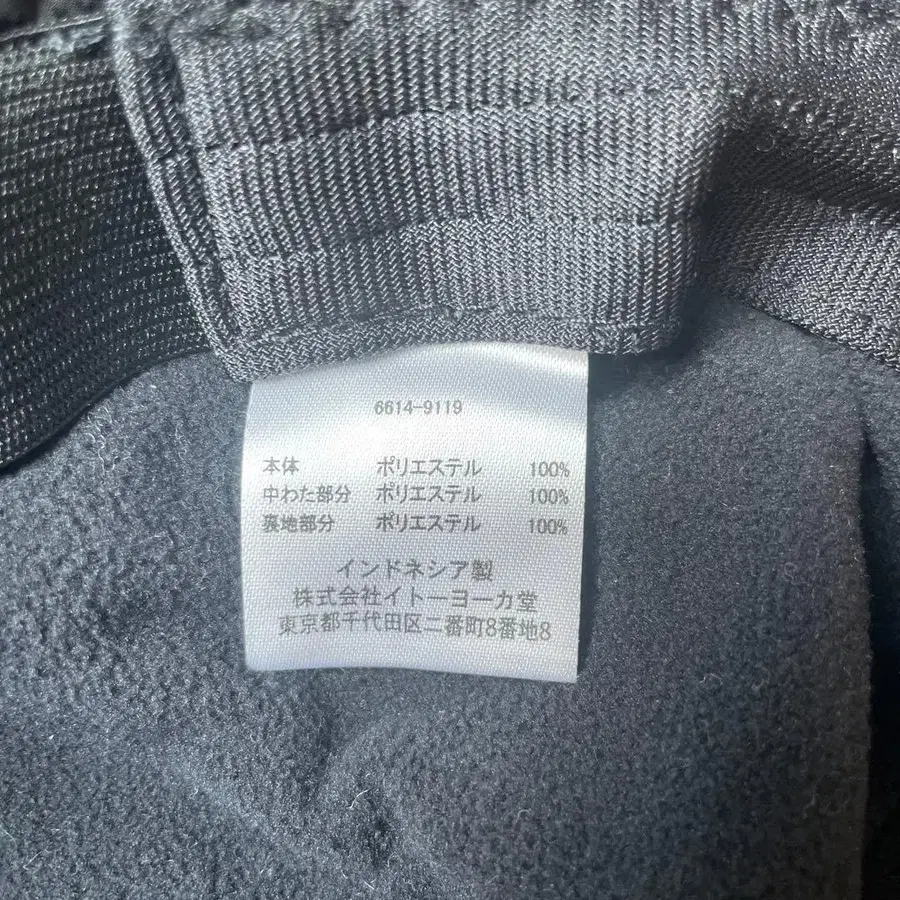 6614-9119
本体 ポリエステル 100%
中わた部分 ポリエステル 100%
裏地部分 ポリエステル 100%
インドネシア製
株式会社イトーヨーカ堂
東京都千代田区二番町8番地8